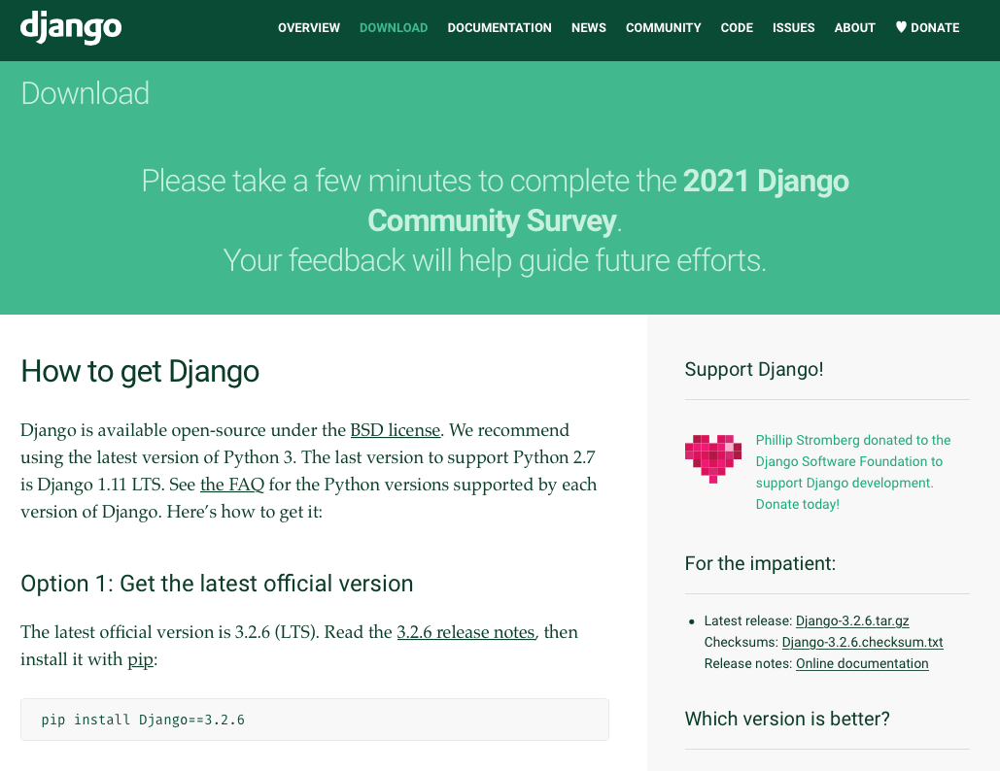 django
OVERVIEW DOWNLOAD DOCUMENTATION NEWS COMMUNITY CODE ISSUES ABOUT ♥ DONATE
Download
Please take a few minutes to complete the 2021 Django
Community Survey.
Your feedback will help guide future efforts.
How to get Django
Django is available open-source under the BSD license. We recommend
using the latest version of Python 3. The last version to support Python 2.7
is Django 1.11 LTS. See the FAQ for the Python versions supported by each
version of Django. Here’s how to get it:
Option 1: Get the latest official version
The latest official version is 3.2.6 (LTS). Read the 3.2.6 release notes, then
install it with pip:
pip install Django==3.2.6
Support Django!
Phillip Stromberg donated to the
Django Software Foundation to
support Django development.
Donate today!
For the impatient:
• Latest release: Django-3.2.6.tar.gz
Checksums: Django-3.2.6.checksum.txt
Release notes: Online documentation
Which version is better?